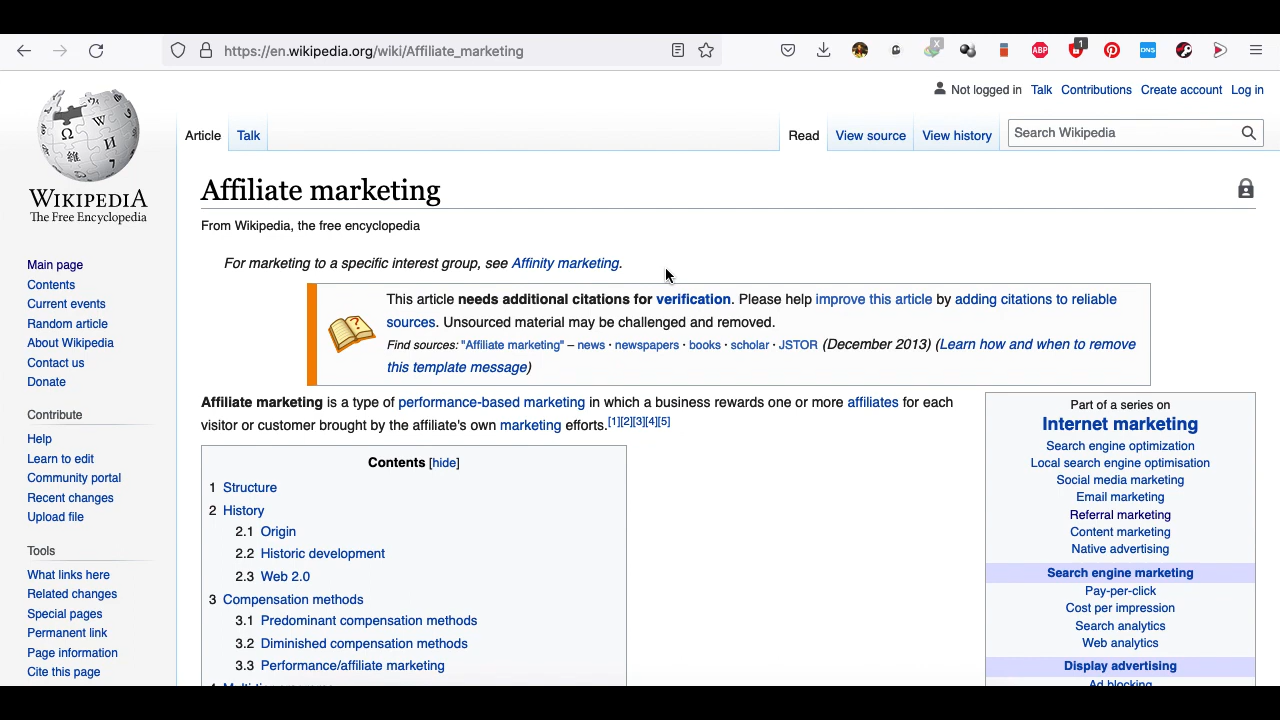 https://en.wikipedia.org/wiki/Affiliate_marketing
Not logged in Talk Contributions Create account Log in
Article Talk Read View source View history Search Wikipedia
WIKIPEDIA
The Free Encyclopedia
Main page
Contents
Current events
Random article
About Wikipedia
Contact us
Donate
Contribute
Help
Learn to edit
Community portal
Recent changes
Upload file
Tools
What links here
Related changes
Special pages
Permanent link
Page information
Cite this page
Affiliate marketing
From Wikipedia, the free encyclopedia
For marketing to a specific interest group, see Affinity marketing.
This article needs additional citations for verification. Please help improve this article by adding citations to reliable
sources. Unsourced material may be challenged and removed.
Find sources: "Affiliate marketing" – news · newspapers · books · scholar · JSTOR (December 2013) (Learn how and when to remove
this template message)
Affiliate marketing is a type of performance-based marketing in which a business rewards one or more affiliates for each
visitor or customer brought by the affiliate's own marketing efforts.[1][2][3][4][5]
Contents [hide]
1 Structure
2 History
2.1 Origin
2.2 Historic development
2.3 Web 2.0
3 Compensation methods
3.1 Predominant compensation methods
3.2 Diminished compensation methods
3.3 Performance/affiliate marketing
Part of a series on
Internet marketing
Search engine optimization
Local search engine optimisation
Social media marketing
Email marketing
Referral marketing
Content marketing
Native advertising
Search engine marketing
Pay-per-click
Cost per impression
Search analytics
Web analytics
Display advertising
Ad blocking
ABP
1
DNS